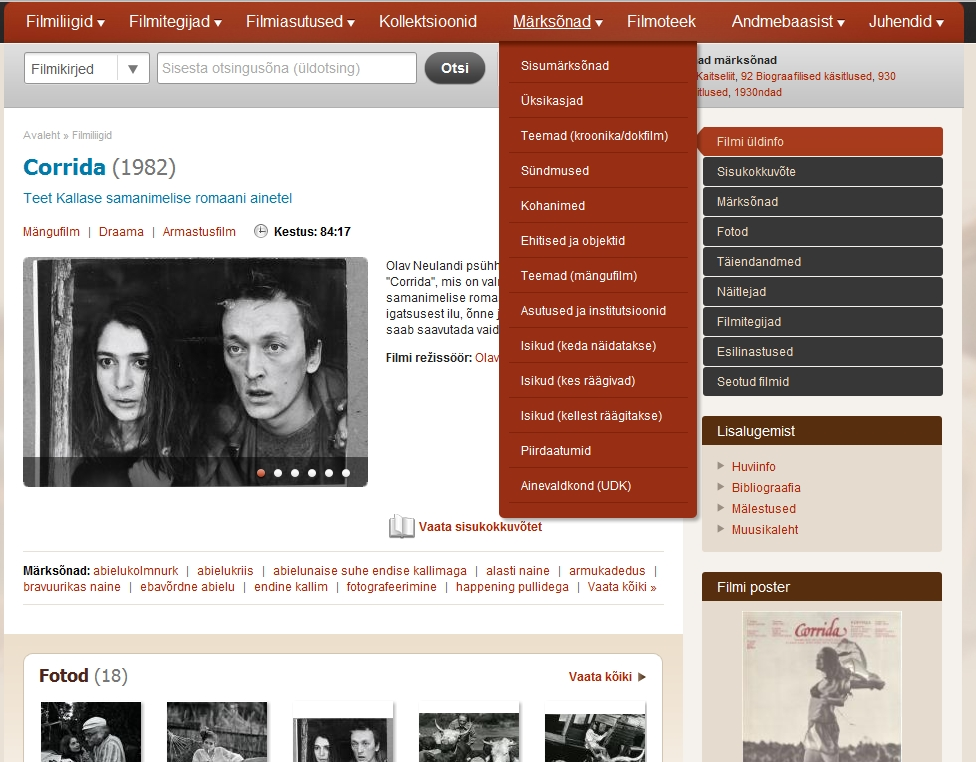 Filmiliigid Filmitegijad Filmiasutused Kollektsioonid Märksõnad Filmoteek Andmebaasist Juhendid
Filmikirjed Sisesta otsingusõna (üldotsing) Otsi
Sisumärksõnad
Üksikasjad
Teemad (kroonika/dokfilm)
Sündmused
Kohanimed
Ehitised ja objektid
Teemad (mängufilm)
Asutused ja institutsioonid
Isikud (keda näidatakse)
Isikud (kes räägivad)
Isikud (kellest räägitakse)
Piirdaatumid
Ainevaldkond (UDK)
ad märksõnad
Kaitseliit, 92 Biograafilised käsitlused, 930
itlused, 1930ndad
Avaleht » Filmiliigid
Corrida (1982)
Teet Kallase samanimelise romaani ainetel
Mängufilm | Draama | Armastusfilm Kestus: 84:17
Olav Neulandi psühh
"Corrida", mis on val
samanimelise roma
igatsusest ilu, õnne j
saab saavutada vaid
Filmi režissöör: Olav
Vaata sisukokkuvõtet
Märksõnad: abielukolmnurk | abielukriis | abielunaise suhe endise kallimaga | alasti naine | armukadedus |
bravuurikas naine | ebavõrdne abielu | endine kallim | fotografeerimine | happening pullidega | Vaata kõiki »
Fotod (18) Vaata kõiki
Filmi üldinfo
Sisukokkuvõte
Märksõnad
Fotod
Täiendandmed
Näitlejad
Filmitegijad
Esilinastused
Seotud filmid
Lisalugemist
Huviinfo
Bibliograafia
Mälestused
Muusikaleht
Filmi poster
Corrida